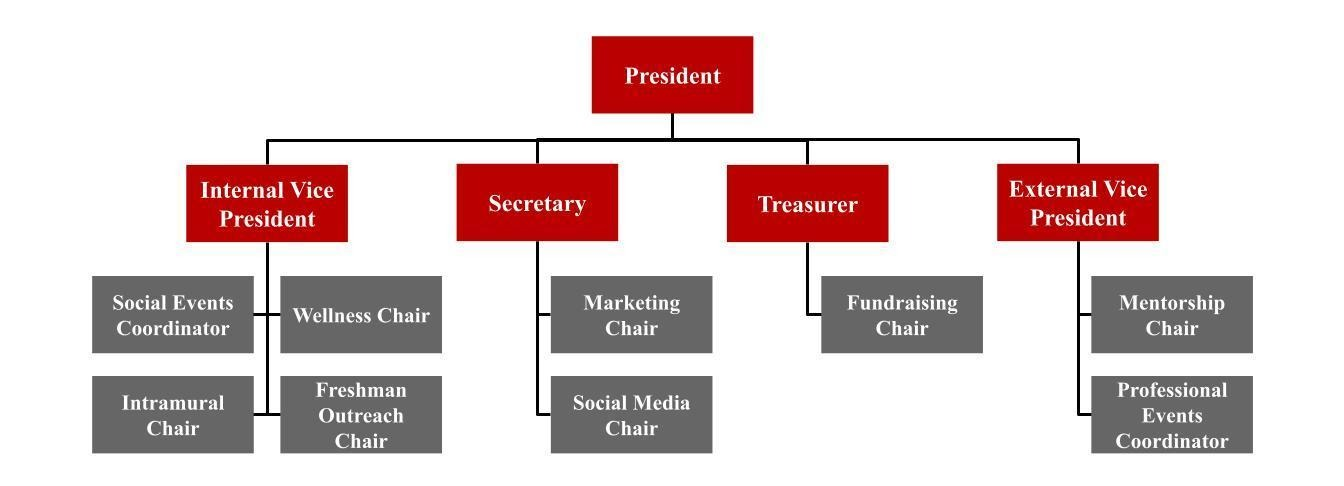 President
Internal Vice
President
Secretary
Treasurer
External Vice
President
Social Events
Coordinator
Wellness Chair
Marketing
Chair
Fundraising
Chair
Mentorship
Chair
Intramural
Chair
Freshman
Outreach
Chair
Social Media
Chair
Professional
Events
Coordinator